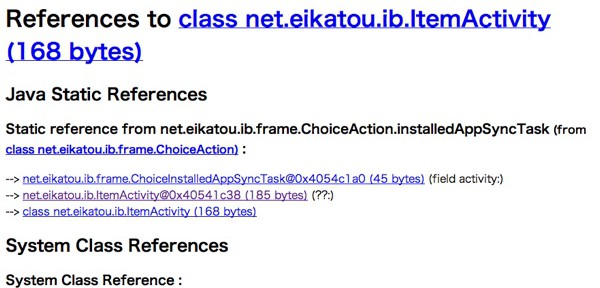 References to class net.eikatou.ib.ItemActivity
(168 bytes)
Java Static References
Static reference from net.eikatou.ib.frame.ChoiceAction.installedAppSyncTask (from
class net.eikatou.ib.frame.ChoiceAction) :
--> net.eikatou.ib.frame.ChoiceInstalledAppSyncTask@0x4054c1a0 (45 bytes) (field activity:)
--> net.eikatou.ib.ItemActivity@0x40541c38 (185 bytes) (??:)
--> class net.eikatou.ib.ItemActivity (168 bytes)
System Class References
System Class Reference :